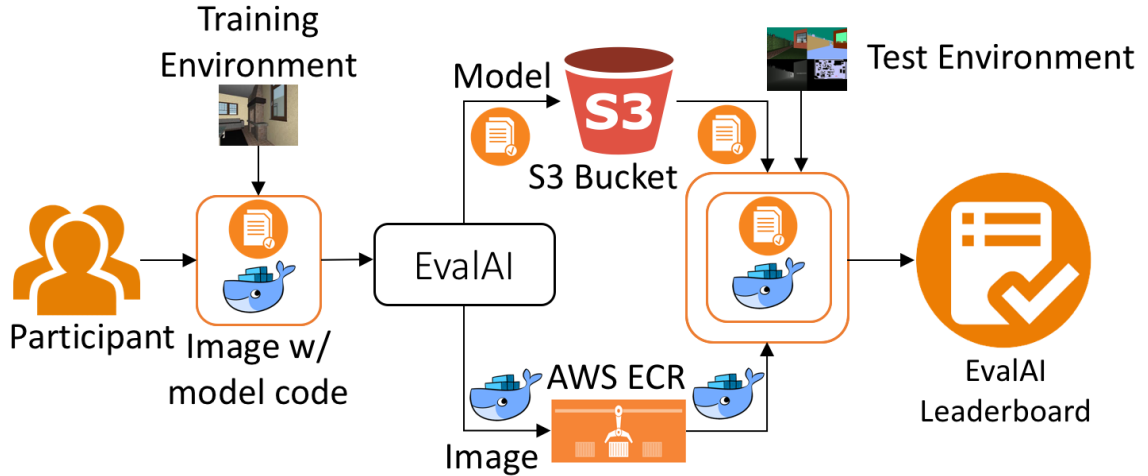 Training
Environment
Model
S3
S3 Bucket
Test Environment
Participant
Image w/
model code
EvalAI
AWS ECR
Image
EvalAI
Leaderboard